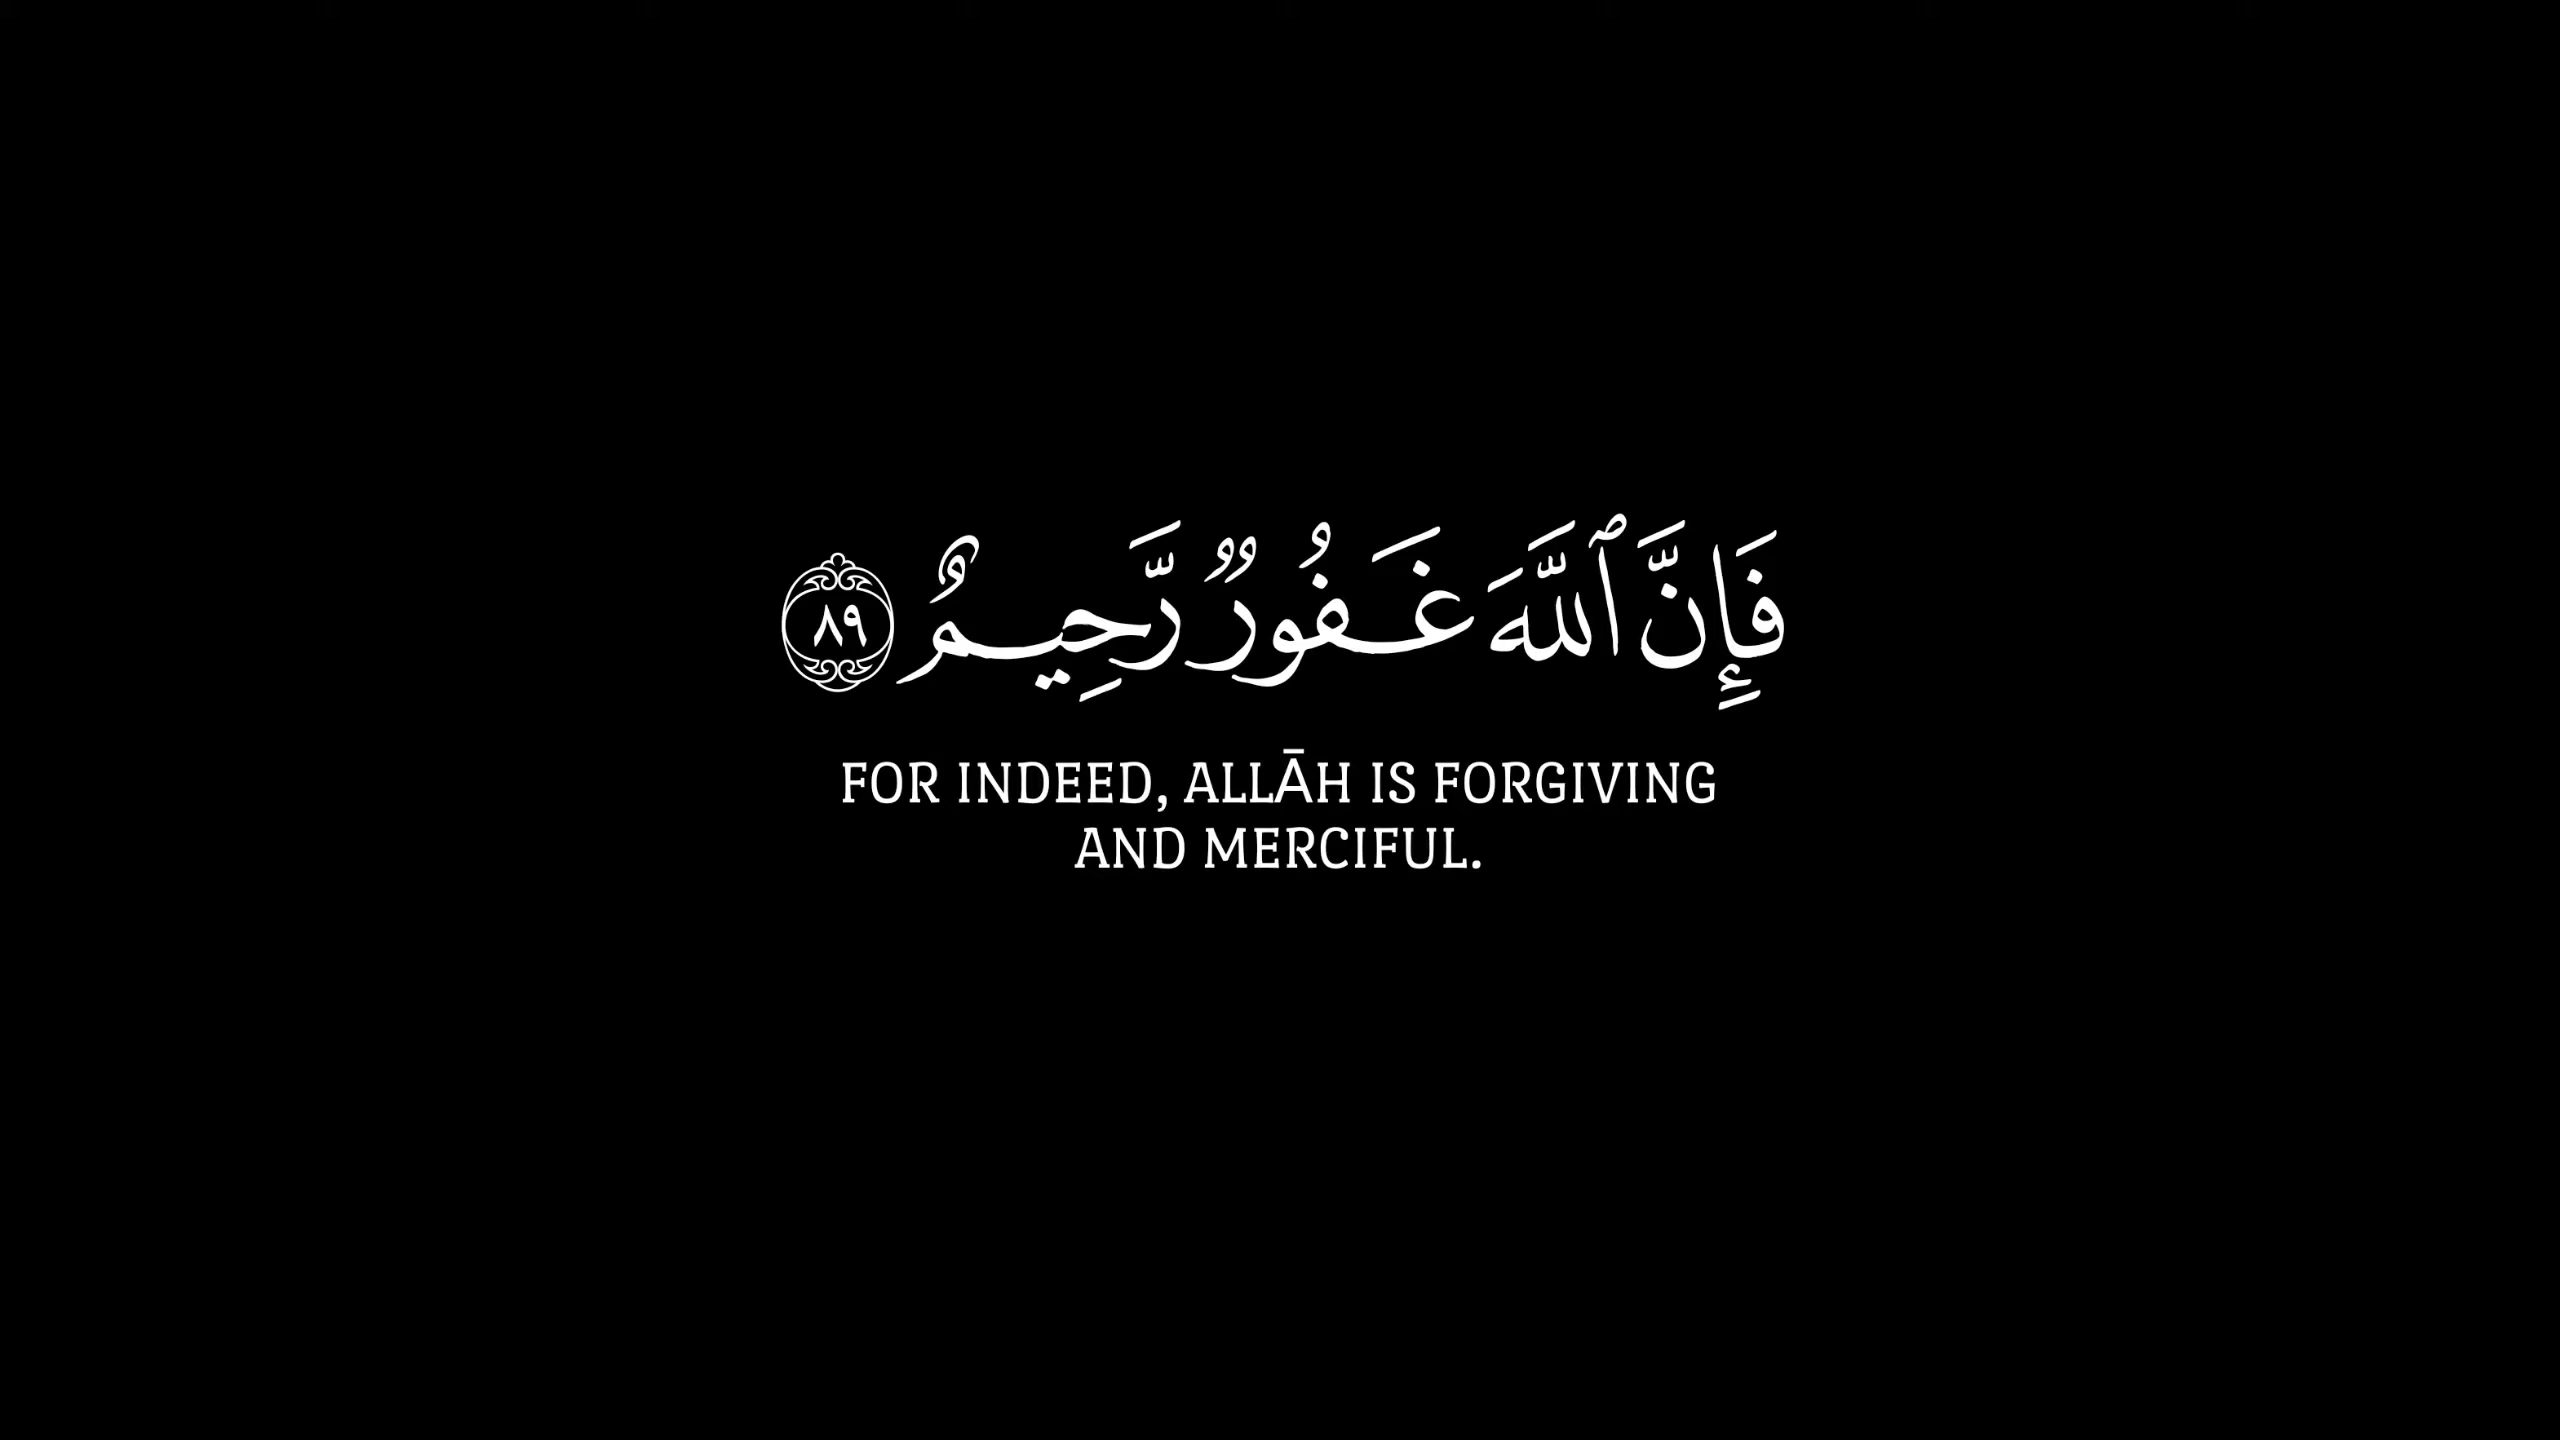 فَإِنَّ ٱللَّهَ غَفُورٌ رَّحِيمٌ ٨٩
FOR INDEED, ALLĀH IS FORGIVING
AND MERCIFUL.